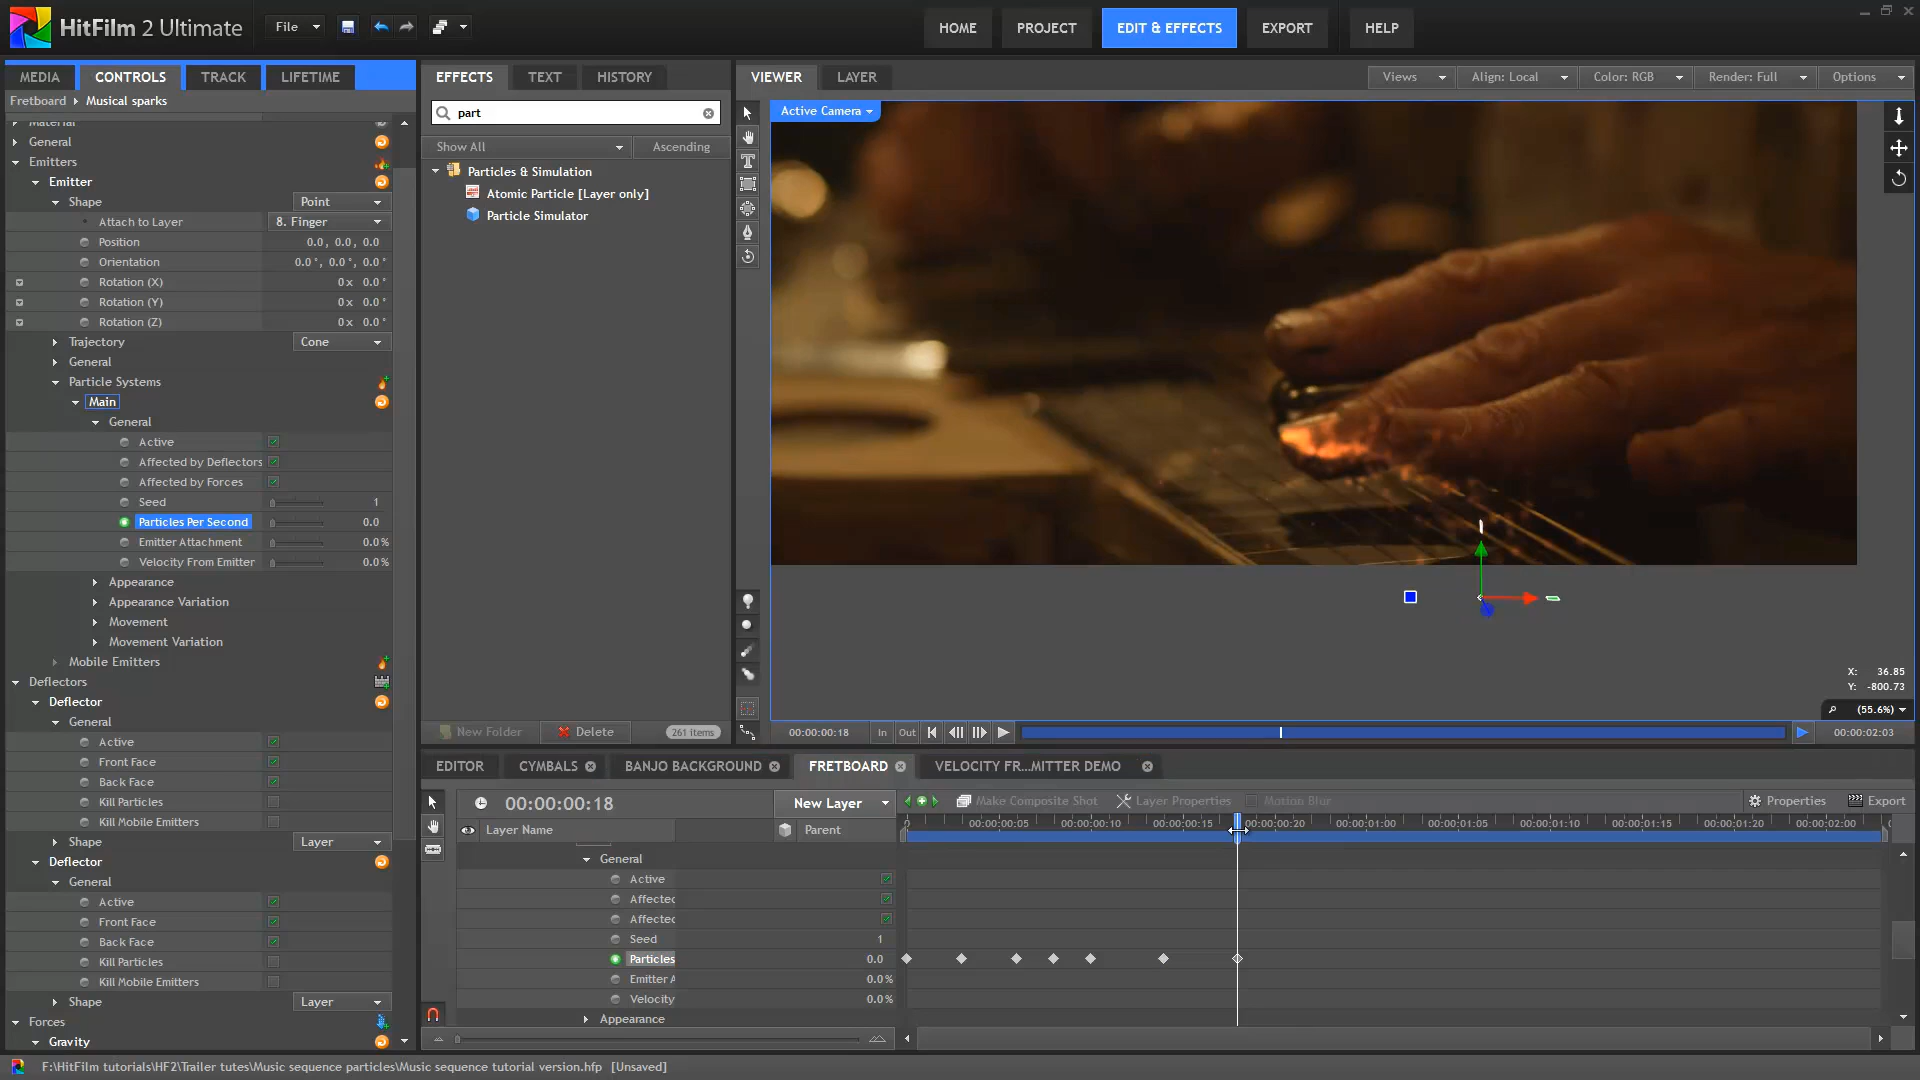 HitFilm 2 Ultimate
File
HOME
PROJECT
EDIT & EFFECTS
EXPORT
HELP
MEDIA
CONTROLS
TRACK
LIFETIME
Fretboard
Musical sparks
Material
General
Emitters
Emitter
Shape
Point
Attach to Layer
8. Finger
Position
0.0, 0.0, 0.0
Orientation
0.0°, 0.0°, 0.0°
Rotation (X)
0x 0.0°
Rotation (Y)
0x 0.0°
Rotation (Z)
0x 0.0°
Trajectory
Cone
General
Particle Systems
Main
General
Active
Affected by Deflectors
Affected by Forces
Seed
1
Particles Per Second
0.0
Emitter Attachment
0.0%
Velocity From Emitter
0.0%
Appearance
Appearance Variation
Movement
Movement Variation
Mobile Emitters
Deflectors
Deflector
General
Active
Front Face
Back Face
Kill Particles
Kill Mobile Emitters
Shape
Layer
Deflector
General
Active
Front Face
Back Face
Kill Particles
Kill Mobile Emitters
Shape
Layer
Forces
Gravity
EFFECTS
TEXT
HISTORY
part
Show All
Ascending
Particles & Simulation
Atomic Particle [Layer only]
Particle Simulator
New Folder
Delete
261 items
VIEWER
LAYER
Views
Align: Local
Color: RGB
Render: Full
Options
Active Camera
X: 36.85
Y: -800.73
(55.6%)
00:00:00:18
In
Out
00:00:02:03
EDITOR
CYMBALS
BANJO BACKGROUND
FRETBOARD
VELOCITY FR...MITTER DEMO
00:00:00:18
New Layer
Make Composite Shot
Layer Properties
Motion Blur
Properties
Export
Layer Name
Parent
0
00:00:00:05
00:00:00:10
00:00:00:15
00:00:00:20
00:00:01:00
00:00:01:05
00:00:01:10
00:00:01:15
00:00:01:20
00:00:02:00
General
Active
Affected
Affected
Seed
1
Particles
0.0
Emitter A
0.0%
Velocity
0.0%
Appearance
F:\HitFilm tutorials\HF2\Trailer tutes\Music sequence particles\Music sequence tutorial version.hfp [Unsaved]